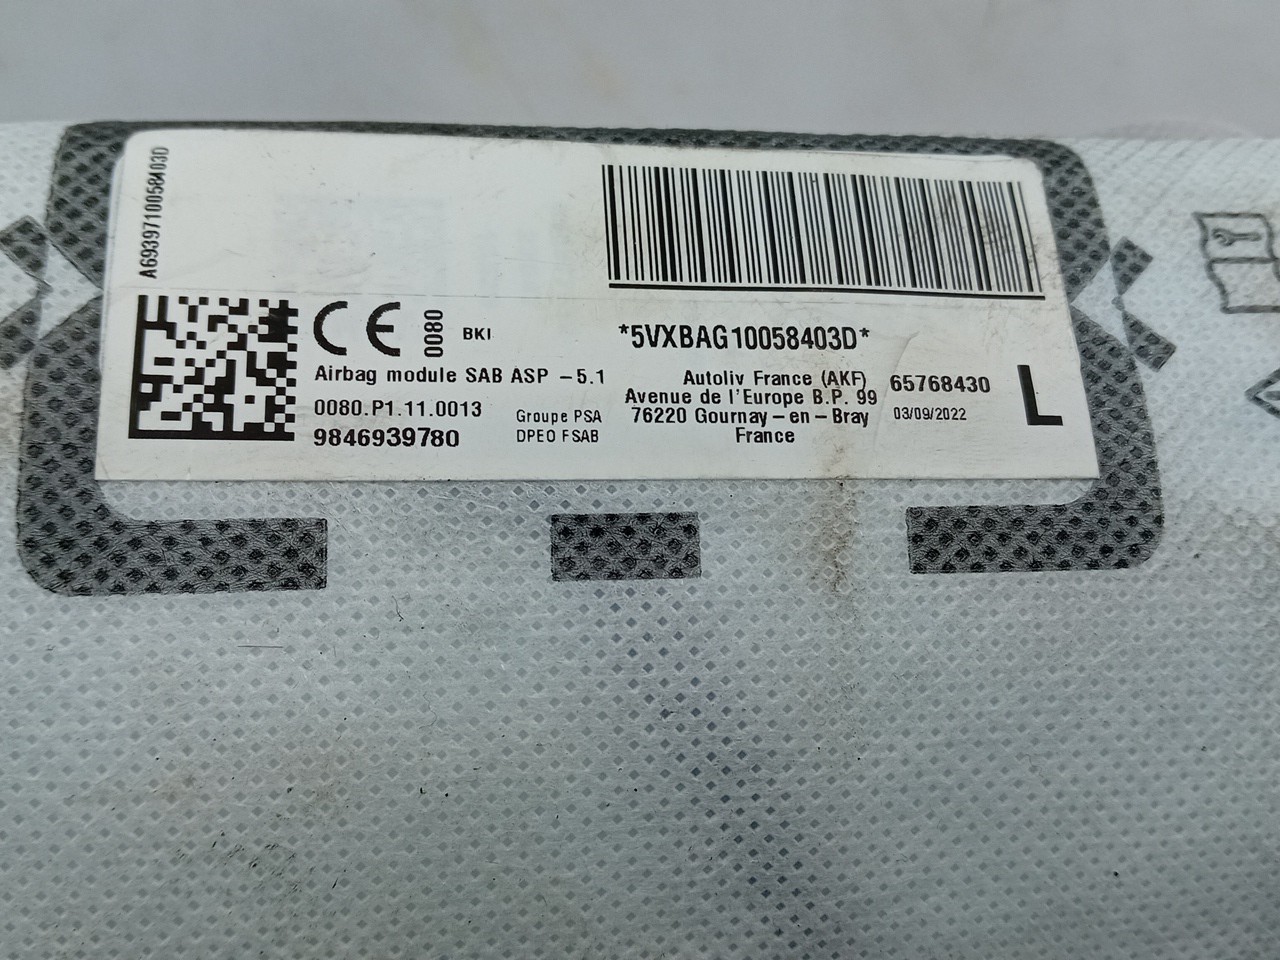 A6939710058403D
*5VXBAG10058403D*
CE 0080 BKI
Airbag module SAB ASP -5.1
0080.P1.11.0013
9846939780
Groupe PSA
DPEO FSAB
Autoliv France (AKF)
Avenue de l'Europe B.P. 99
76220 Gournay-en-Bray
France
65768430
03/09/2022
L